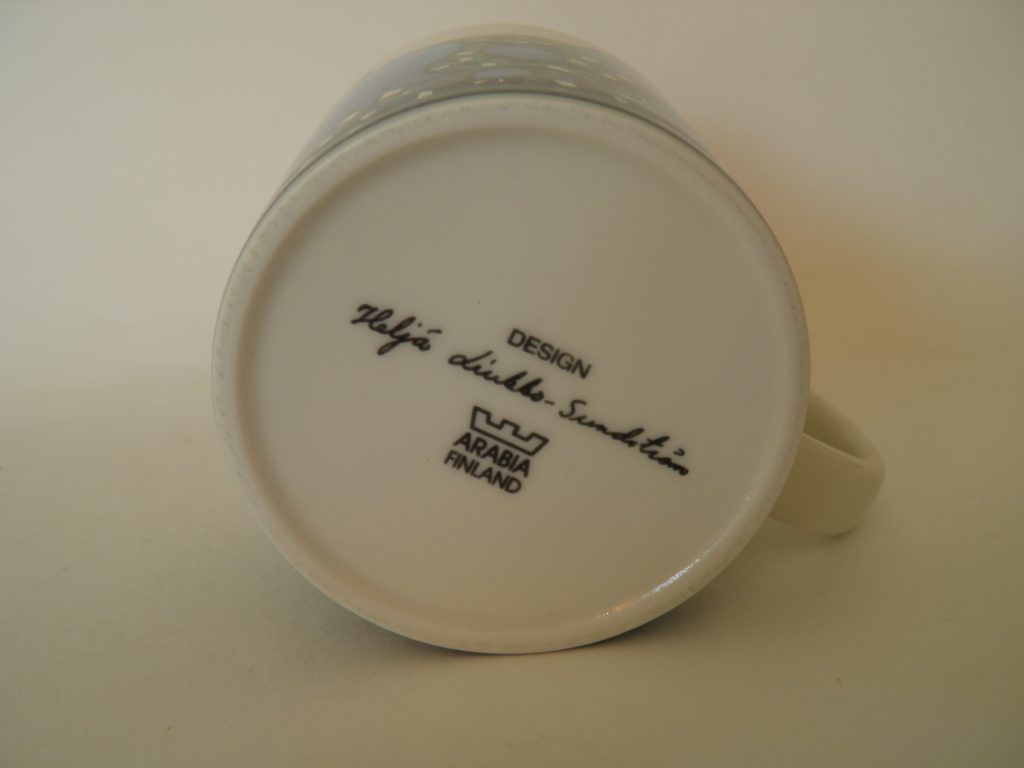 DESIGN
Heljä Liukko-Sundström
ARABIA
FINLAND